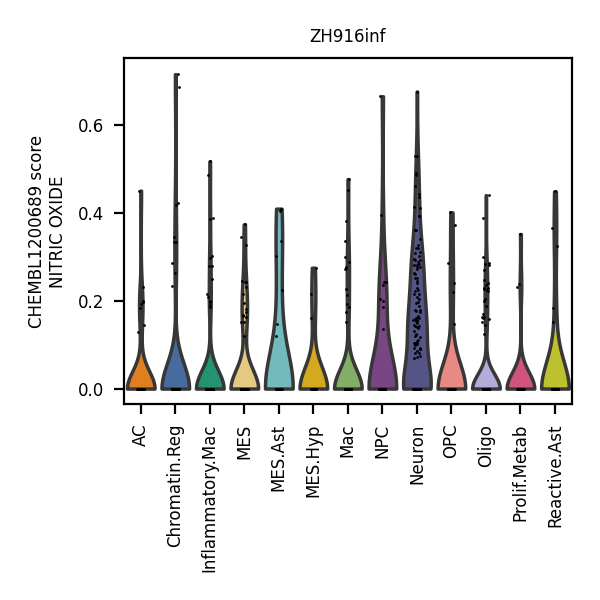 ZH916inf
CHEMBL1200689 score
NITRIC OXIDE
0.6
0.4
0.2
0.0
AC
Chromatin.Reg
Inflammatory.Mac
MES
MES.Ast
MES.Hyp
Mac
NPC
Neuron
OPC
Oligo
Prolif.Metab
Reactive.Ast